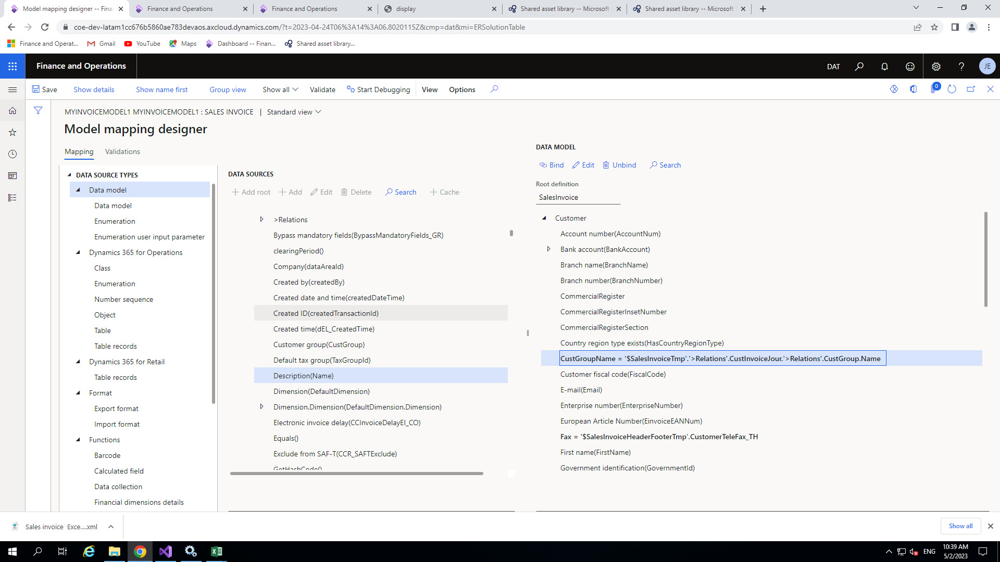 Model mapping designer -- Finan
Finance and Operations
Finance and Operations
display
Shared asset library -- Microsoft
Shared asset library -- Microsoft
coe-dev-latam1cc676b5860ae783devaos.axcloud.dynamics.com/?t=2023-04-24T06%3A14%3A06.8020115Z&cmp=dat&mi=ERSolutionTable
Finance and Operat...
Gmail
YouTube
Maps
Dashboard -- Finan...
Shared asset library...
Finance and Operations
DAT
JE
Save
Show details
Show name first
Group view
Show all
Validate
Start Debugging
View
Options
0
MYINVOICEMODEL1 MYINVOICEMODEL1 : SALES INVOICE | Standard view
Model mapping designer
Mapping
Validations
DATA SOURCE TYPES
Data model
Data model
Enumeration
Enumeration user input parameter
Dynamics 365 for Operations
Class
Enumeration
Number sequence
Object
Table
Table records
Dynamics 365 for Retail
Table records
Format
Export format
Import format
Functions
Barcode
Calculated field
Data collection
Financial dimensions details
DATA SOURCES
Add root
Add
Edit
Delete
Search
Cache
>Relations
Bypass mandatory fields(BypassMandatoryFields_GR)
clearingPeriod()
Company(dataAreaId)
Created by(createdBy)
Created date and time(createdDateTime)
Created ID(createdTransactionId)
Created time(dEL_CreatedTime)
Customer group(CustGroup)
Default tax group(TaxGroupId)
Description(Name)
Dimension(DefaultDimension)
Dimension.Dimension(DefaultDimension.Dimension)
Electronic invoice delay(CCInvoiceDelayEI_CO)
Equals()
Exclude from SAF-T(CCR_SAFTExclude)
GetHashCode()
DATA MODEL
Bind
Edit
Unbind
Search
Root definition
SalesInvoice
Customer
Account number(AccountNum)
Bank account(BankAccount)
Branch name(BranchName)
Branch number(BranchNumber)
CommercialRegister
CommercialRegisterInsetNumber
CommercialRegisterSection
Country region type exists(HasCountryRegionType)
CustGroupName = '$SalesInvoiceTmp'.'>Relations'.CustInvoiceJour.'>Relations'.CustGroup.Name
Customer fiscal code(FiscalCode)
E-mail(Email)
Enterprise number(EnterpriseNumber)
European Article Number(EinvoiceEANNum)
Fax = '$SalesInvoiceHeaderFooterTmp'.CustomerTeleFax_TH
First name(FirstName)
Government identification(GovernmentId)
Sales invoice Exce....xml
Show all
ENG
10:39 AM
5/2/2023